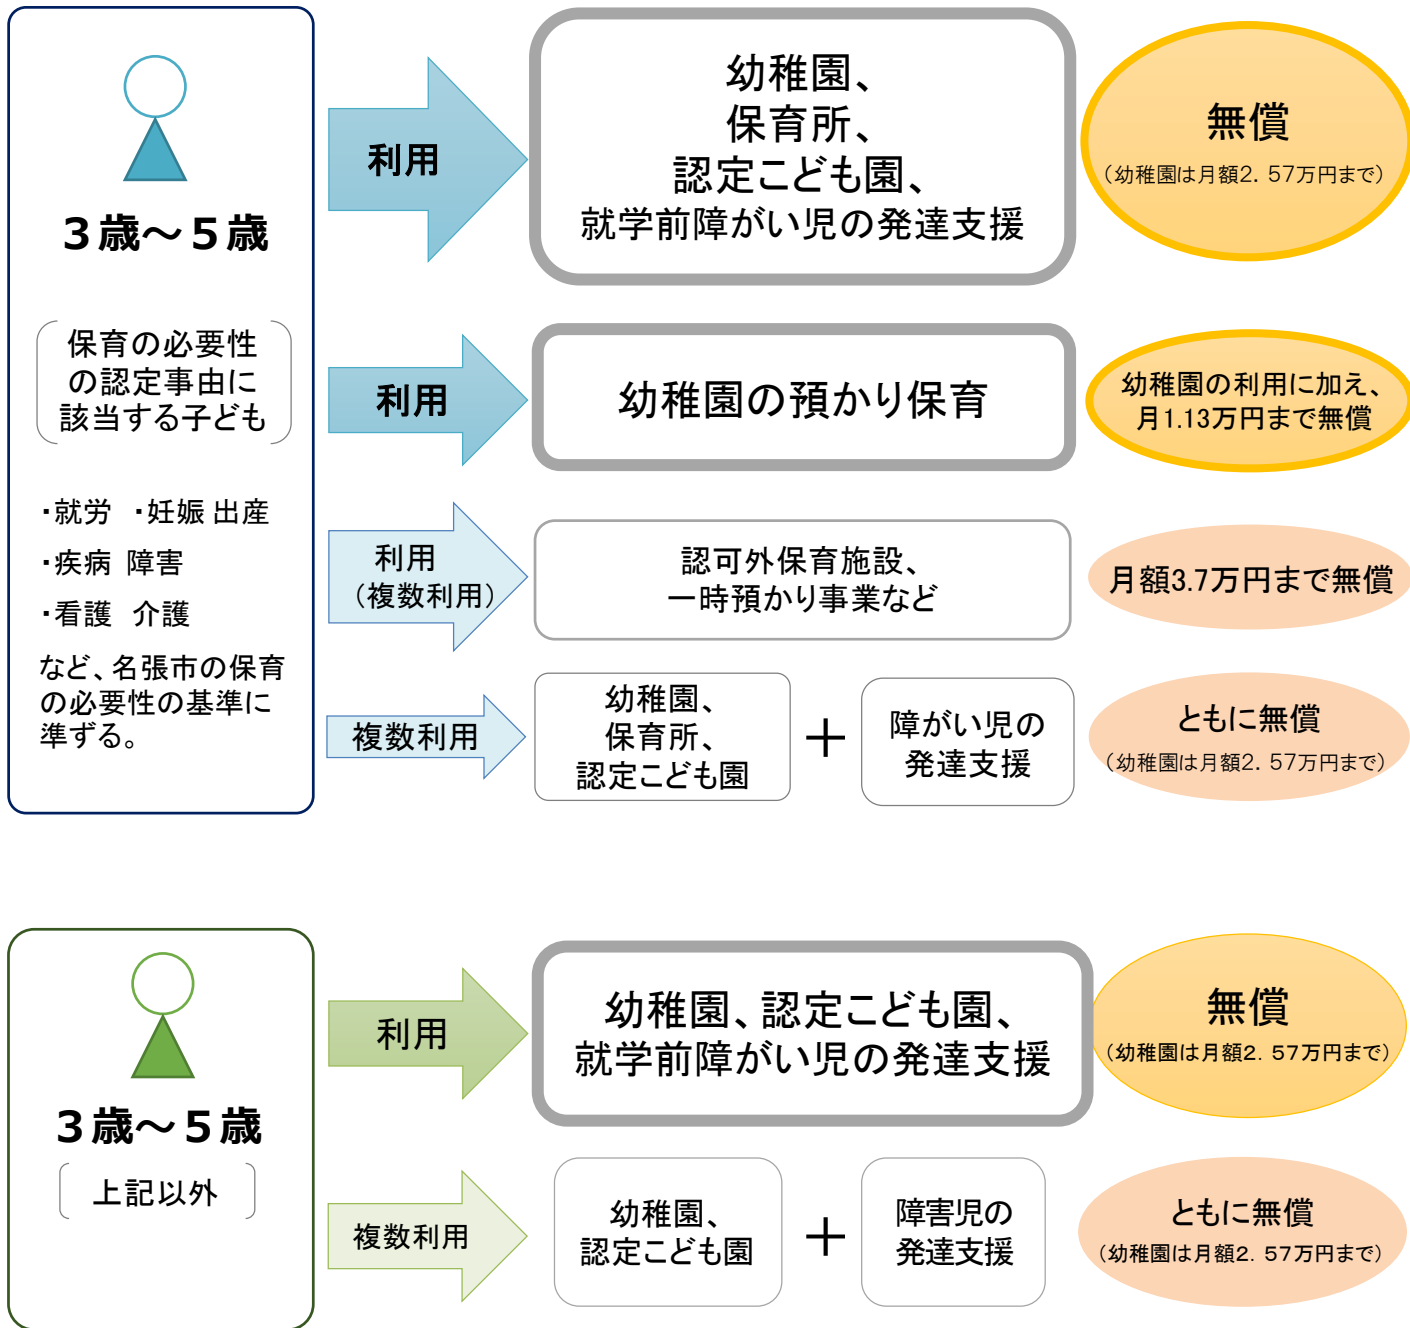 3歳～5歳
保育の必要性
の認定事由に
該当する子ども
・就労　・妊娠 出産
・疾病 障害
・看護　介護
など、名張市の保育
の必要性の基準に
準ずる。
利用
幼稚園、
保育所、
認定こども園、
就学前障がい児の発達支援
無償
（幼稚園は月額2．57万円まで）
利用
幼稚園の預かり保育
幼稚園の利用に加え、
月1.13万円まで無償
利用
（複数利用）
認可外保育施設、
一時預かり事業など
月額3.7万円まで無償
複数利用
幼稚園、
保育所、
認定こども園
＋
障がい児の
発達支援
ともに無償
（幼稚園は月額2．57万円まで）
3歳～5歳
上記以外
利用
幼稚園、認定こども園、
就学前障がい児の発達支援
無償
（幼稚園は月額2．57万円まで）
複数利用
幼稚園、
認定こども園
＋
障害児の
発達支援
ともに無償
（幼稚園は月額2．57万円まで）